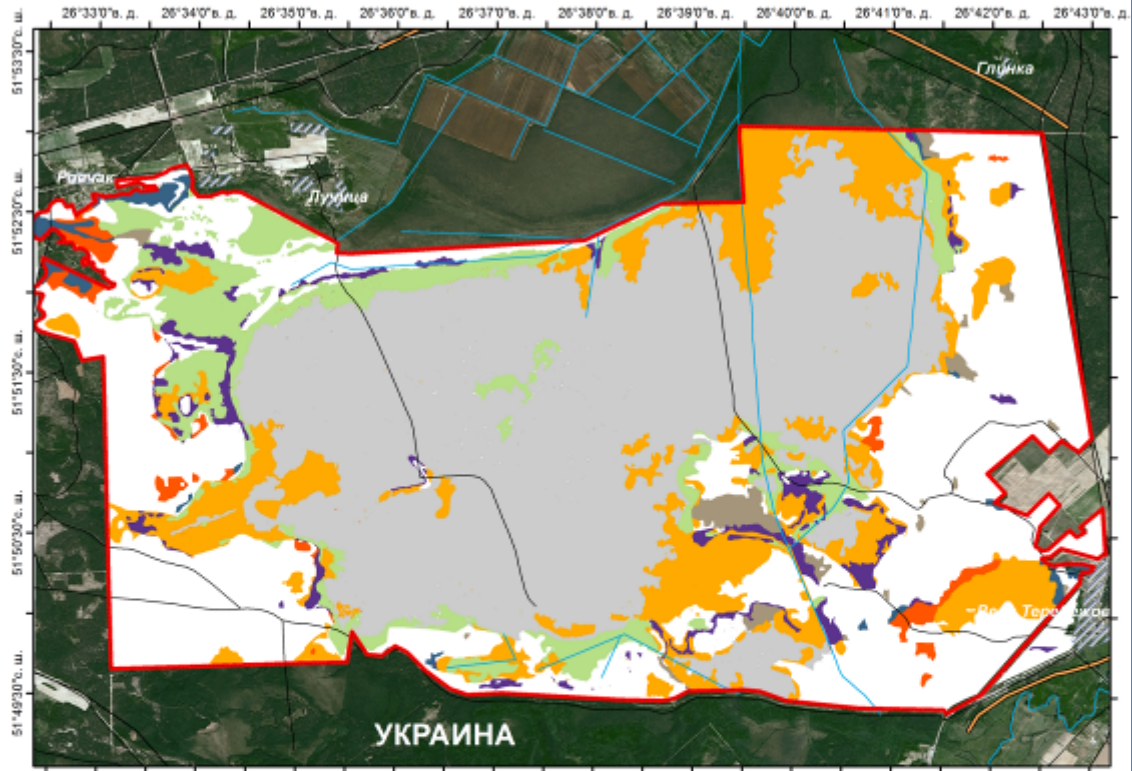 26°33'0"в. д. 26°34'0"в. д. 26°35'0"в. д. 26°36'0"в. д. 26°37'0"в. д. 26°38'0"в. д. 26°39'0"в. д. 26°40'0"в. д. 26°41'0"в. д. 26°42'0"в. д. 26°43'0"в. д.
51°53'30"с. ш.
Глинка
Ровчак
Лужица
51°52'30"с. ш.
51°51'30"с. ш.
51°50'30"с. ш.
51°49'30"с. ш.
УКРАИНА